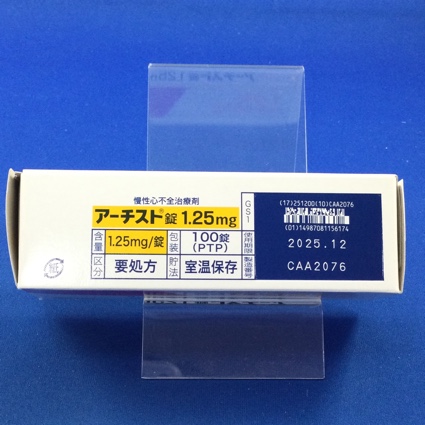 慢性心不全治療剤
アーチスト®錠 1.25mg
含量 1.25mg/錠 包装 100錠 (PTP)
区分 要処方 貯法 室温保存
GS1
(17)251200(10)CAA2076
(01)14987081156174
使用期限 2025.12
製造番号 CAA2076
紙